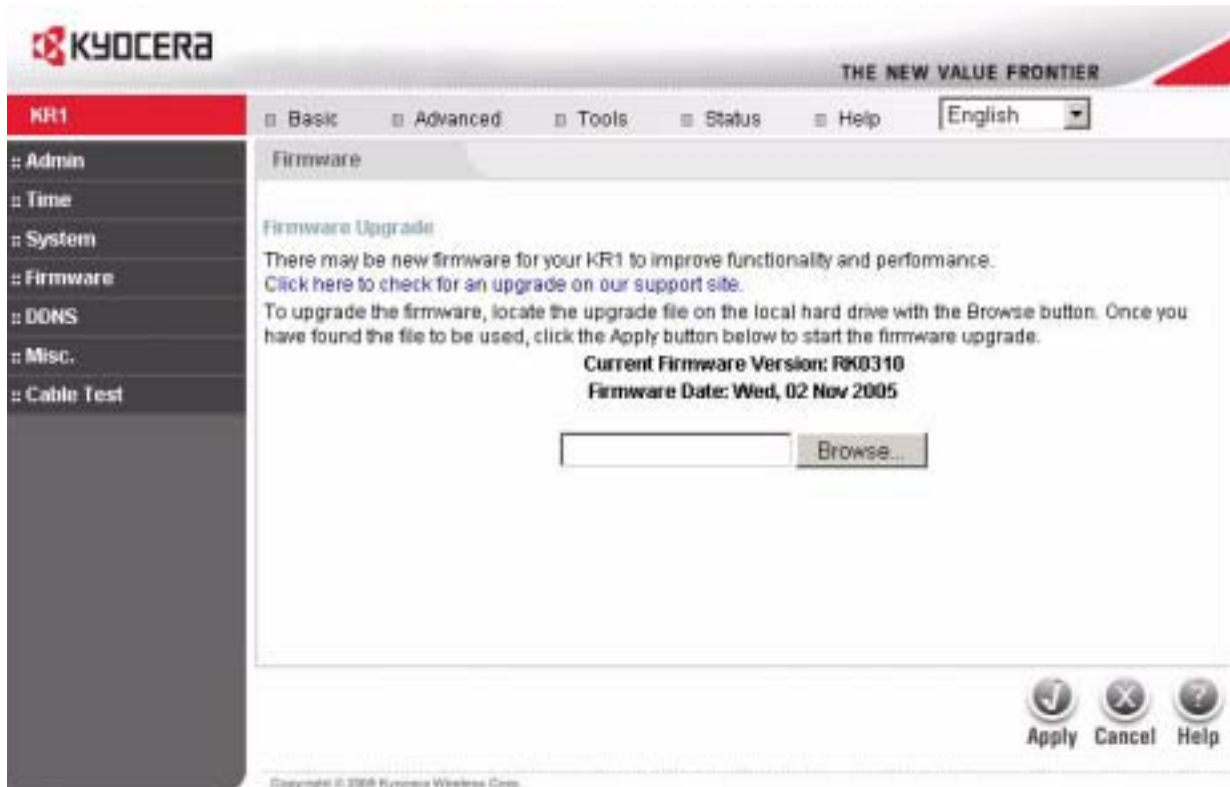 KYOCERA
THE NEW VALUE FRONTIER
KR1
Basic Advanced Tools Status Help English
:: Admin
:: Time
:: System
:: Firmware
:: DDNS
:: Misc.
:: Cable Test
Firmware
Firmware Upgrade
There may be new firmware for your KR1 to improve functionality and performance.
Click here to check for an upgrade on our support site.
To upgrade the firmware, locate the upgrade file on the local hard drive with the Browse button. Once you
have found the file to be used, click the Apply button below to start the firmware upgrade.
Current Firmware Version: RK0310
Firmware Date: Wed, 02 Nov 2005
Browse...
Apply Cancel Help
Copyright © Kyocera Wireless Corp.